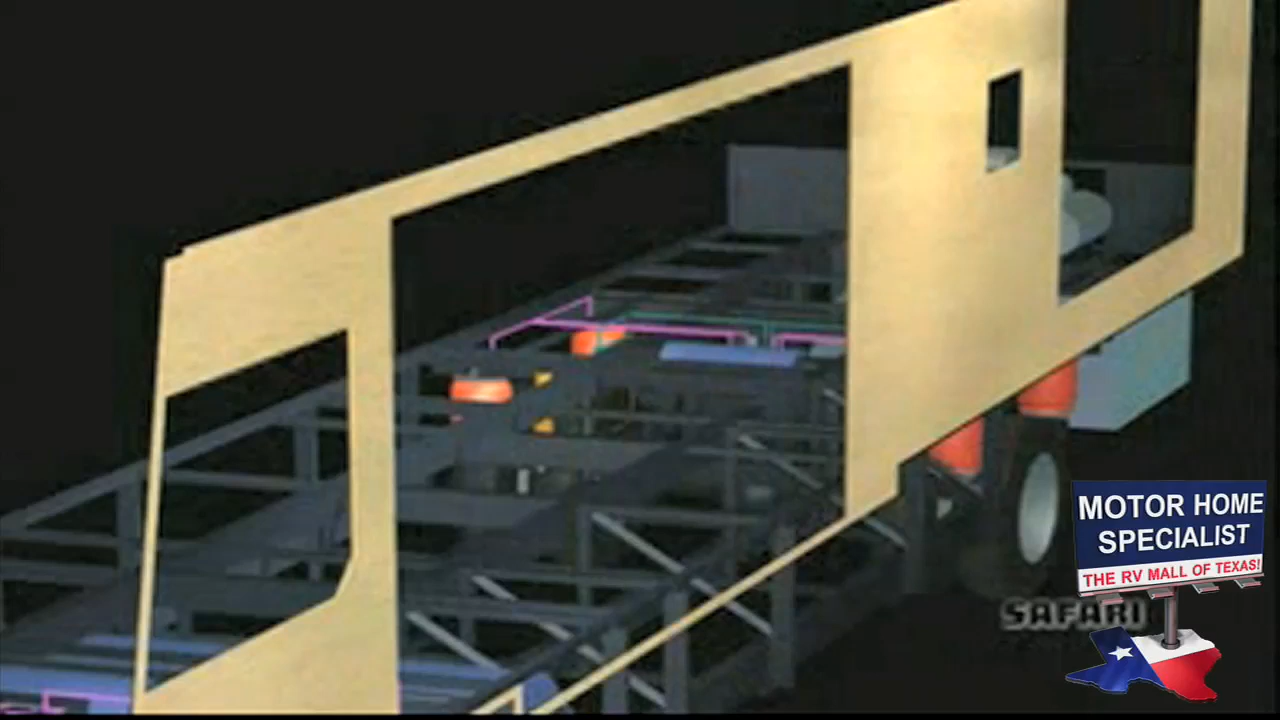 MOTOR HOME
SPECIALIST
THE RV MALL OF TEXAS!
SAFARI